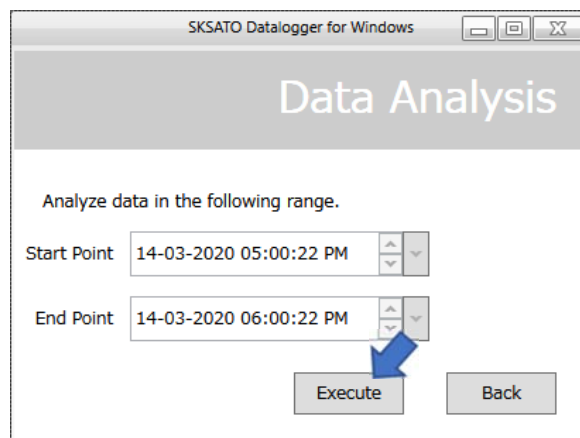 SKSATO Datalogger for Windows
Data Analysis
Analyze data in the following range.
Start Point 14-03-2020 05:00:22 PM
End Point 14-03-2020 06:00:22 PM
Execute Back